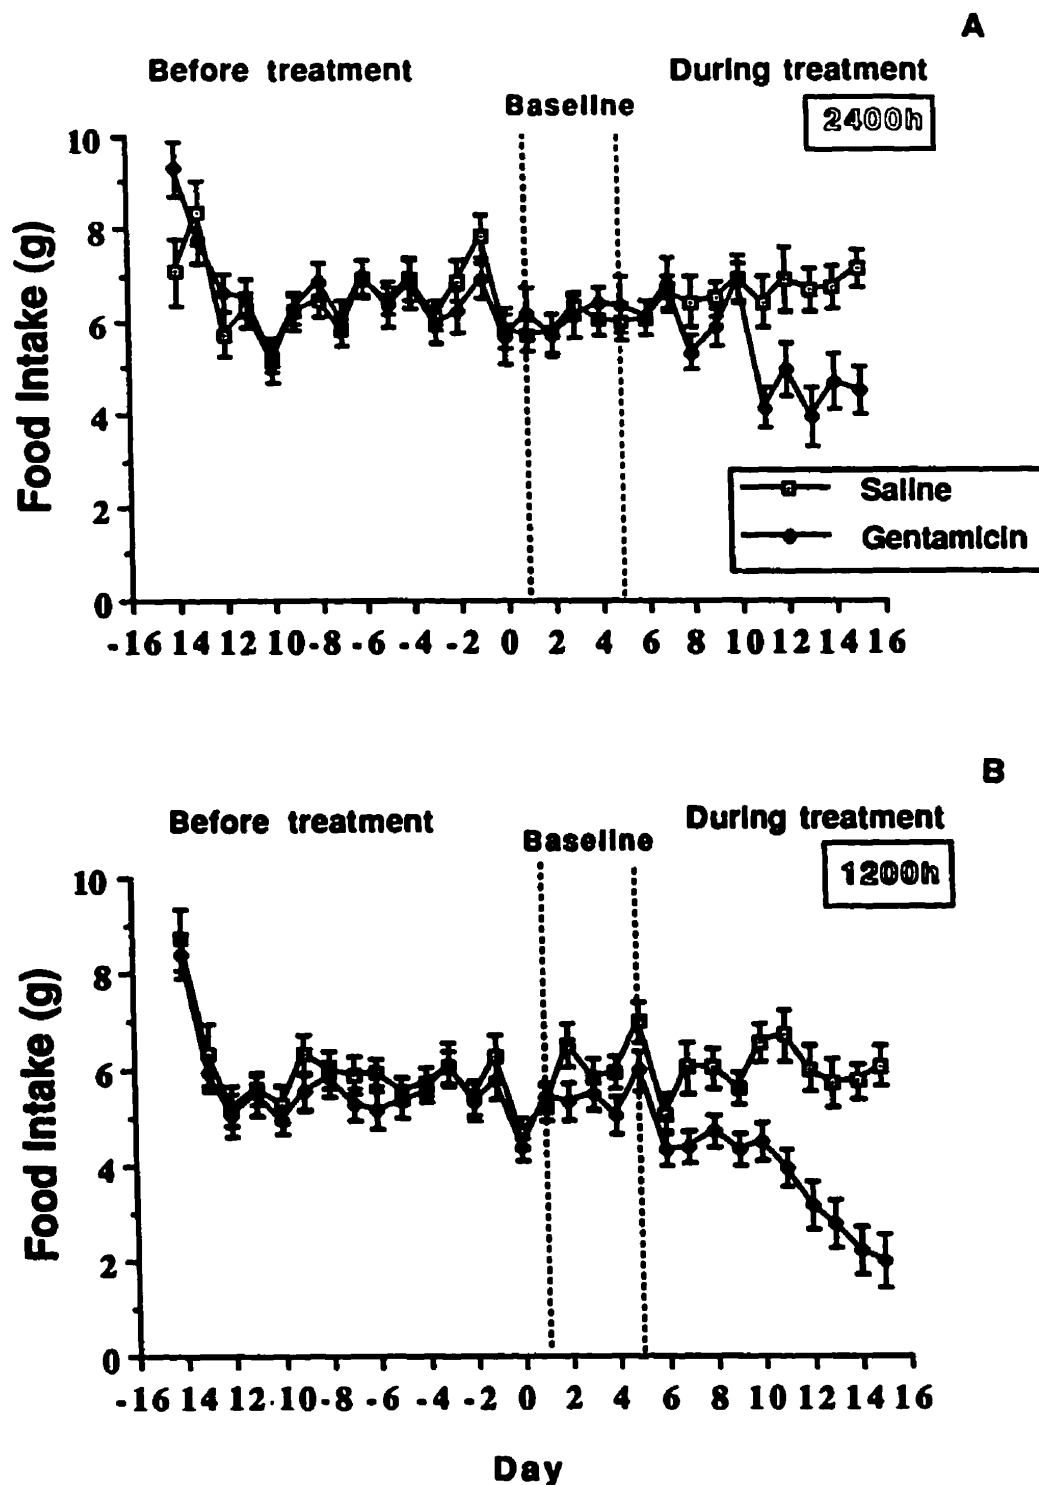 A
Before treatment During treatment
Baseline
2400h
10
8
6
4
2
0
Food Intake (g)
Saline
Gentamicin
-16 14 12 10-8 -6 -4 -2 0 2 4 6 8 10 12 14 16
B
Before treatment During treatment
Baseline
1200h
10
8
6
4
2
0
Food Intake (g)
-16 14 12 10-8 -6 -4 -2 0 2 4 6 8 10 12 14 16
Day